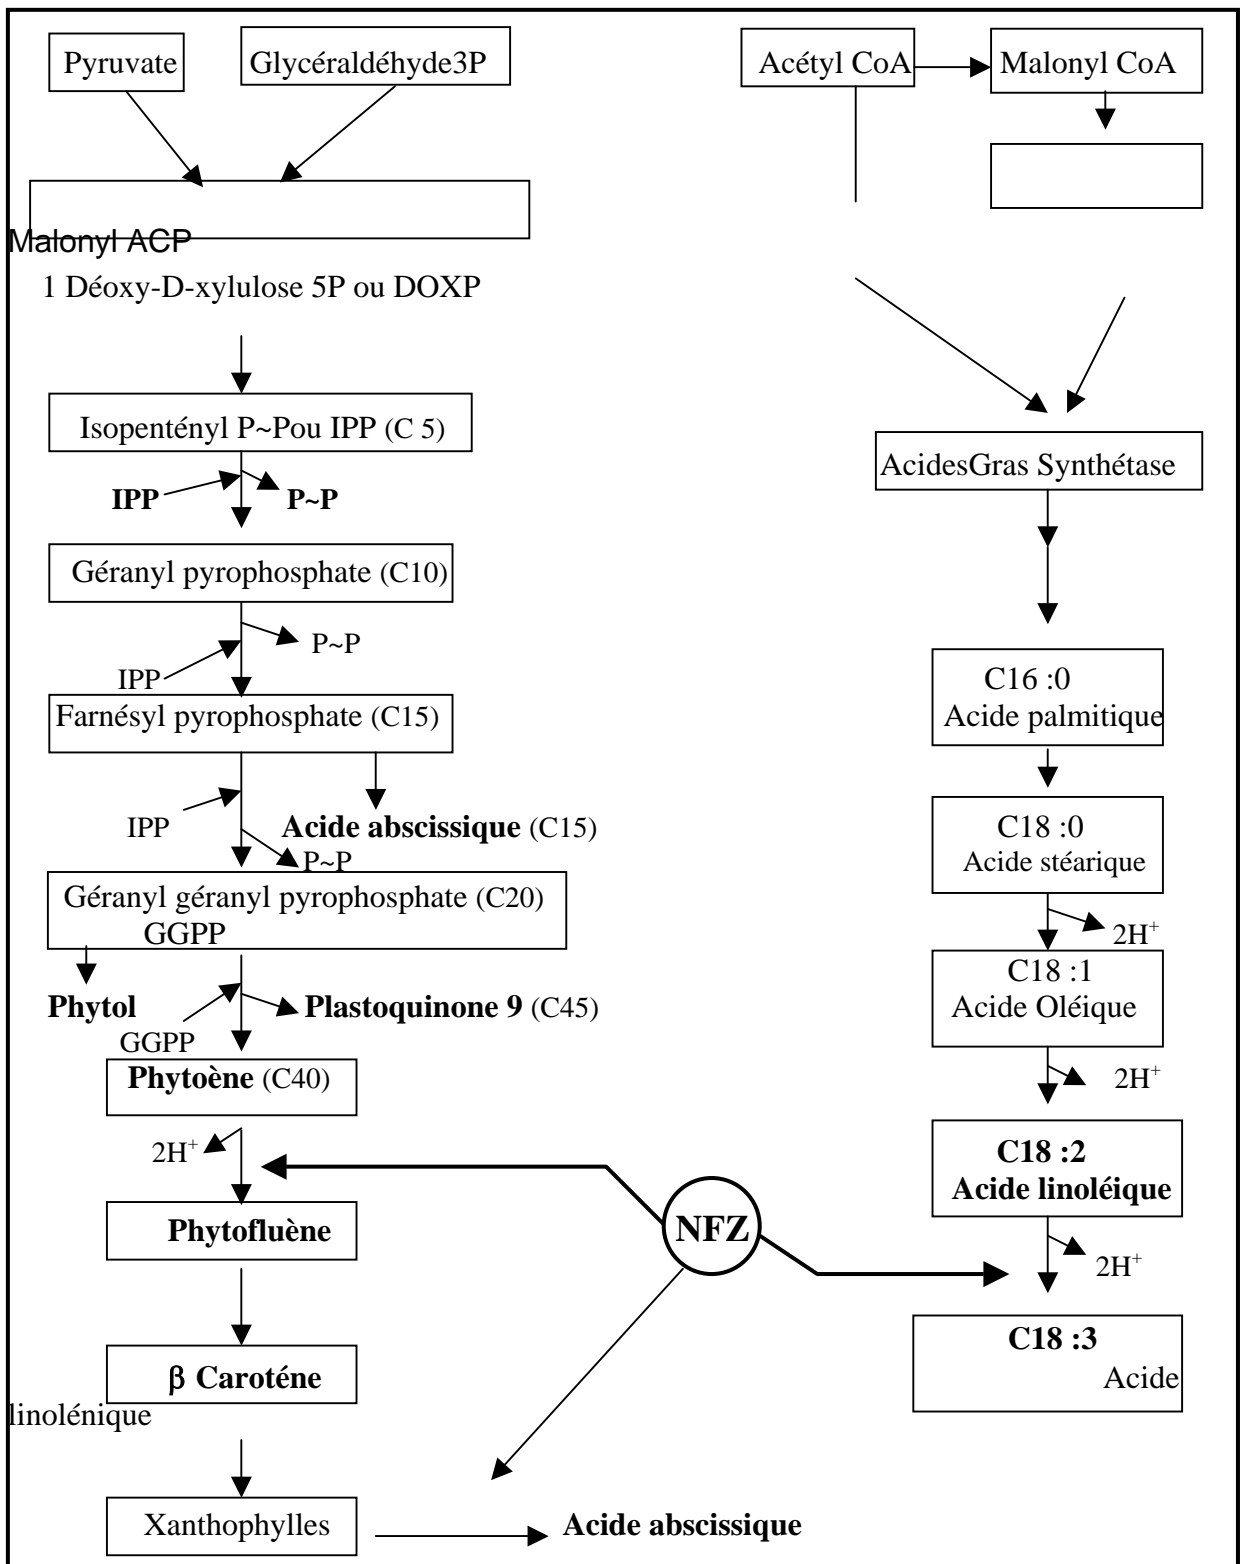 Pyruvate
Glycéraldéhyde3P
Acétyl CoA
Malonyl CoA
Malonyl ACP
1 Déoxy-D-xylulose 5P ou DOXP
Isopentényl P~Pou IPP (C 5)
AcidesGras Synthétase
IPP
P~P
Géranyl pyrophosphate (C10)
P~P
IPP
Farnésyl pyrophosphate (C15)
C16 :0
Acide palmitique
IPP
Acide abscissique (C15)
P~P
C18 :0
Acide stéarique
Géranyl géranyl pyrophosphate (C20)
GGPP
2H⁺
C18 :1
Acide Oléique
Phytol
Plastoquinone 9 (C45)
GGPP
Phytoène (C40)
2H⁺
2H⁺
C18 :2
Acide linoléique
Phytofluène
NFZ
2H⁺
C18 :3
Acide
β Caroténe
linolénique
Xanthophylles
Acide abscissique